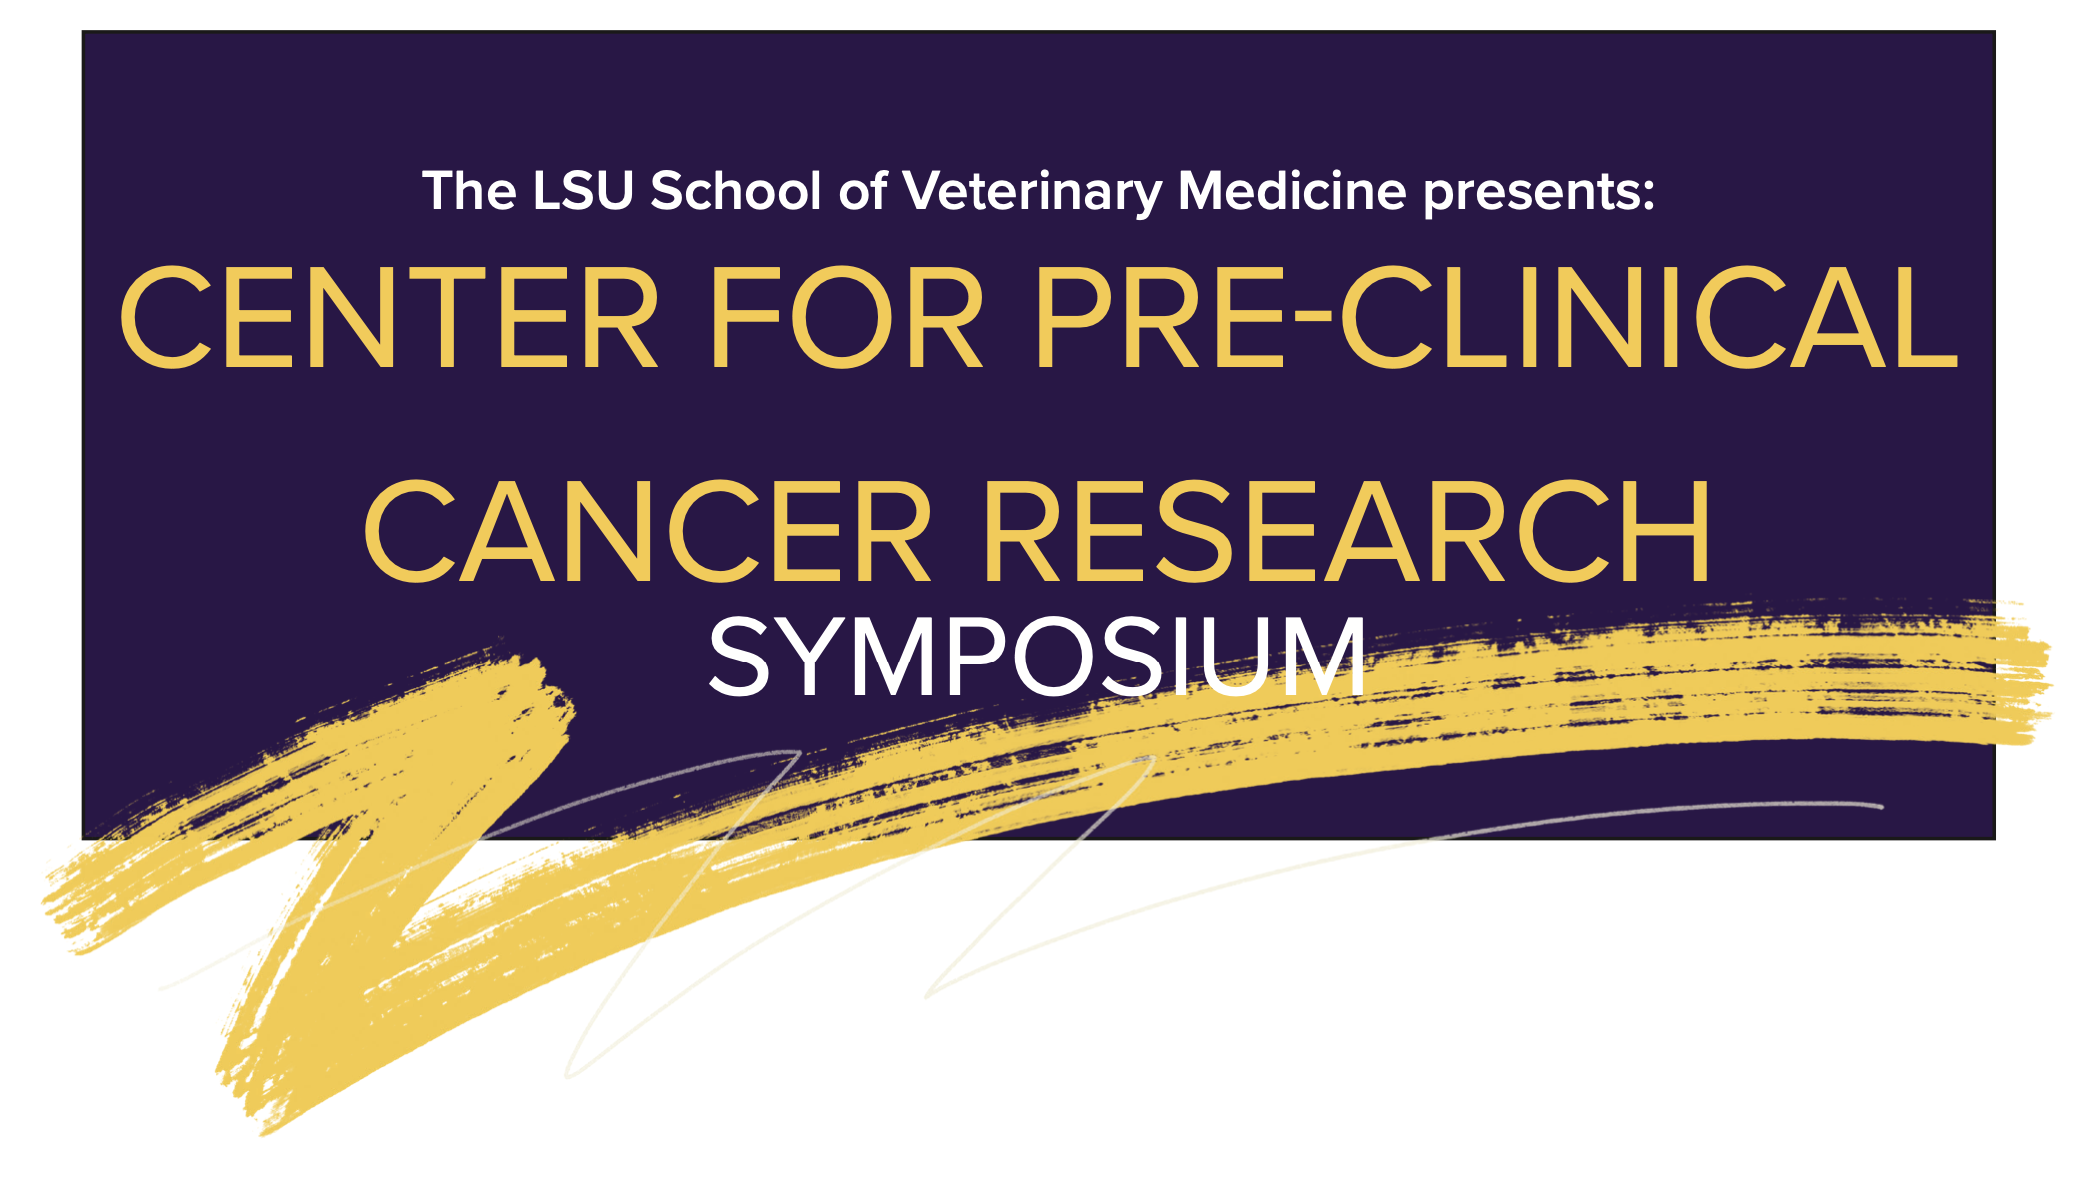 The LSU School of Veterinary Medicine presents:
CENTER FOR PRE-CLINICAL
CANCER RESEARCH
SYMPOSIUM